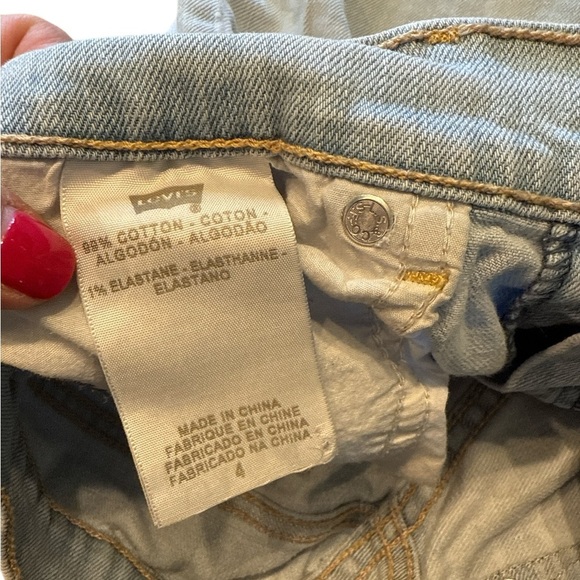 LEVI'S
®
99% COTTON - COTON -
ALGODÓN - ALGODÃO
1% ELASTANE - ELASTHANNE -
ELASTANO
MADE IN CHINA
FABRIQUE EN CHINE
FABRICADO EN CHINA
FABRICADO NA CHINA
4